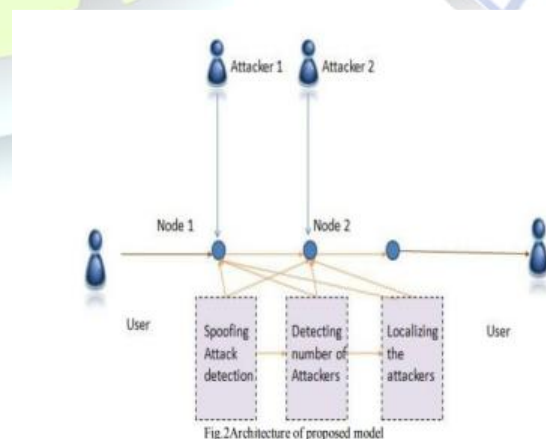 Attacker 1
Attacker 2
Node 1
Node 2
User
Spoofing
Attack
detection
Detecting
number of
Attackers
Localizing
the
attackers
User
Fig.2Architecture of proposed model